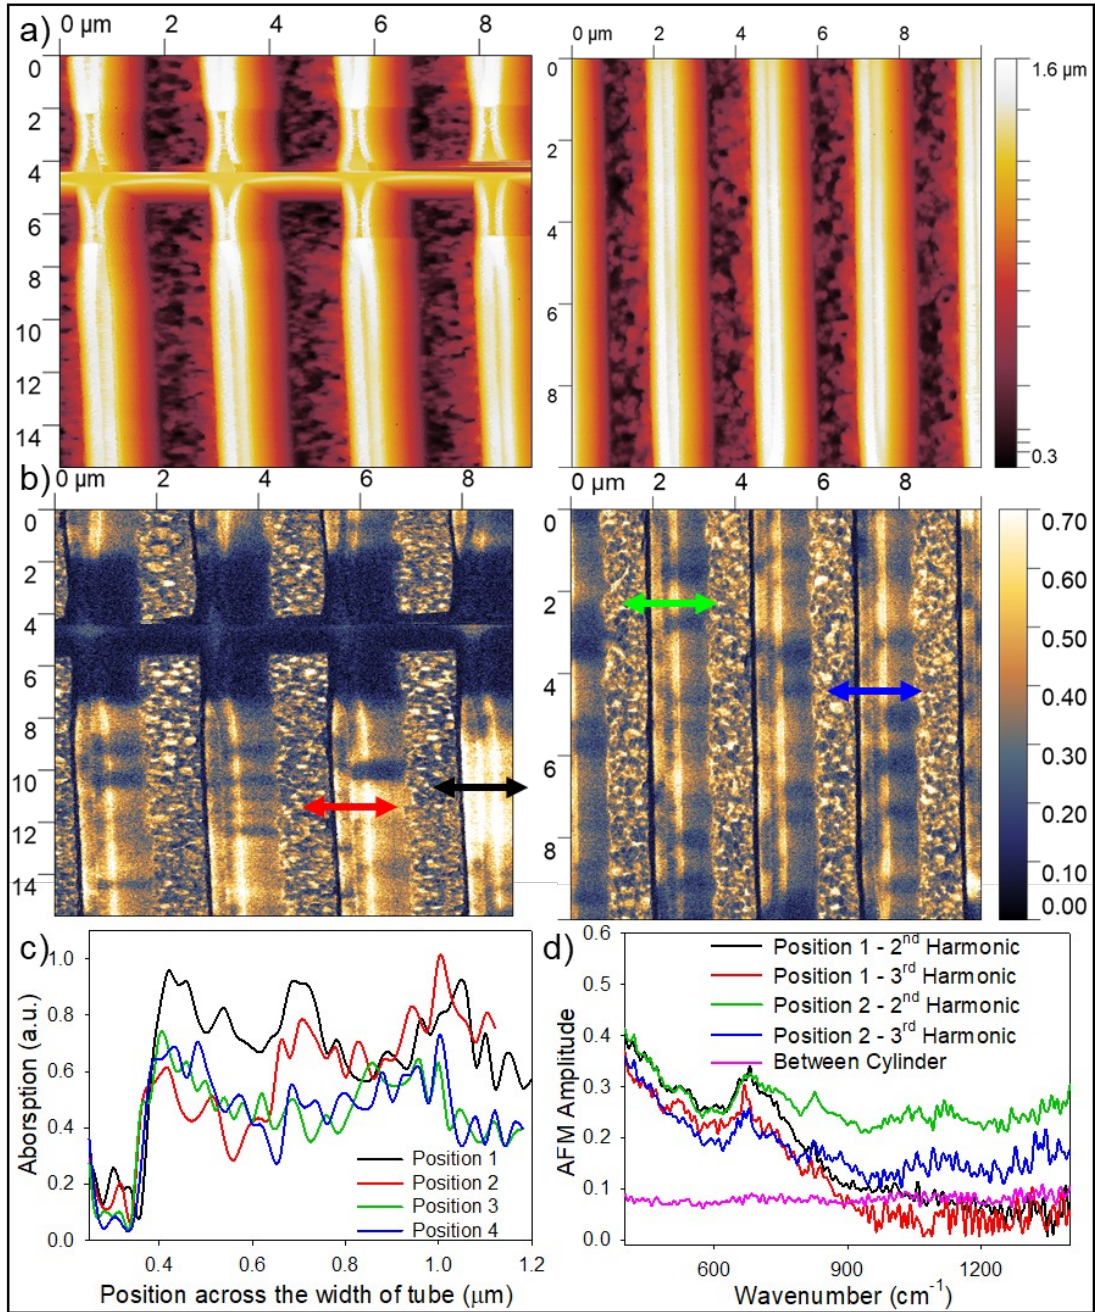 a)
0 µm 2 4 6 8
0 µm 2 4 6 8
0
2
4
6
8
10
12
14
0
2
4
6
8
1.6 µm
0.3
b)
0 µm 2 4 6 8
0 µm 2 4 6 8
0
2
4
6
8
10
12
14
0
2
4
6
8
0.70
0.60
0.50
0.40
0.30
0.20
0.10
0.00
c)
Aborsption (a.u.)
1.0
0.8
0.6
0.4
0.2
0.0
Position 1
Position 2
Position 3
Position 4
0.4 0.6 0.8 1.0 1.2
Position across the width of tube (µm)
d)
AFM Amplitude
0.6
0.5
0.4
0.3
0.2
0.1
0.0
Position 1 - 2nd Harmonic
Position 1 - 3rd Harmonic
Position 2 - 2nd Harmonic
Position 2 - 3rd Harmonic
Between Cylinder
600 900 1200
Wavenumber (cm-1)